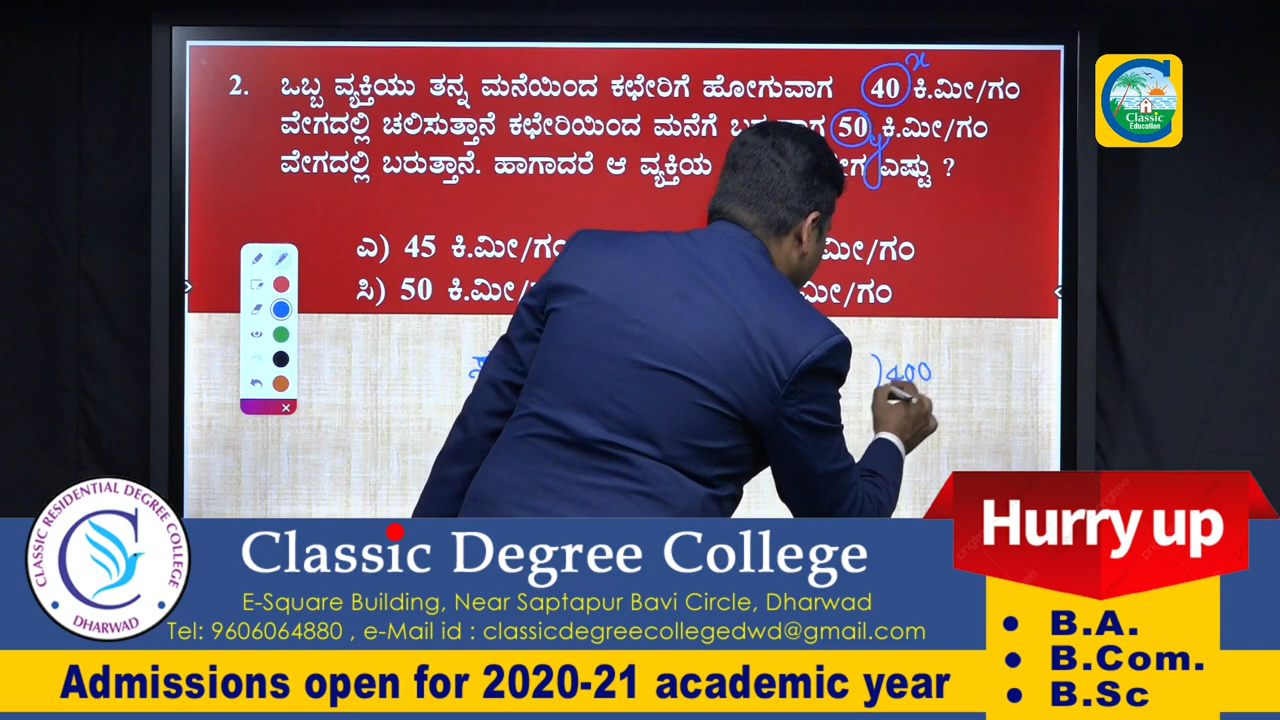 2. ಒಬ್ಬ ವ್ಯಕ್ತಿಯು ತನ್ನ ಮನೆಯಿಂದ ಕಛೇರಿಗೆ ಹೋಗುವಾಗ 40 ಕಿ.ಮೀ/ಗಂ x
ವೇಗದಲ್ಲಿ ಚಲಿಸುತ್ತಾನೆ ಕಛೇರಿಯಿಂದ ಮನೆಗೆ 50 ಕಿ.ಮೀ/ಗಂ y
ವೇಗದಲ್ಲಿ ಬರುತ್ತಾನೆ. ಹಾಗಾದರೆ ಆ ವ್ಯಕ್ತಿಯ ಎಷ್ಟು ?
ಎ) 45 ಕಿ.ಮೀ/ಗಂ
ಸಿ) 50 ಕಿ.ಮೀ/
)400
Classic
Education
CLASSIC RESIDENTIAL DEGREE COLLEGE
DHARWAD
Classic Degree College
E-Square Building, Near Saptapur Bavi Circle, Dharwad
Tel: 9606064880 , e-Mail id : classicdegreecollegedwd@gmail.com
Admissions open for 2020-21 academic year
Hurry up
• B.A.
• B.Com.
• B.Sc